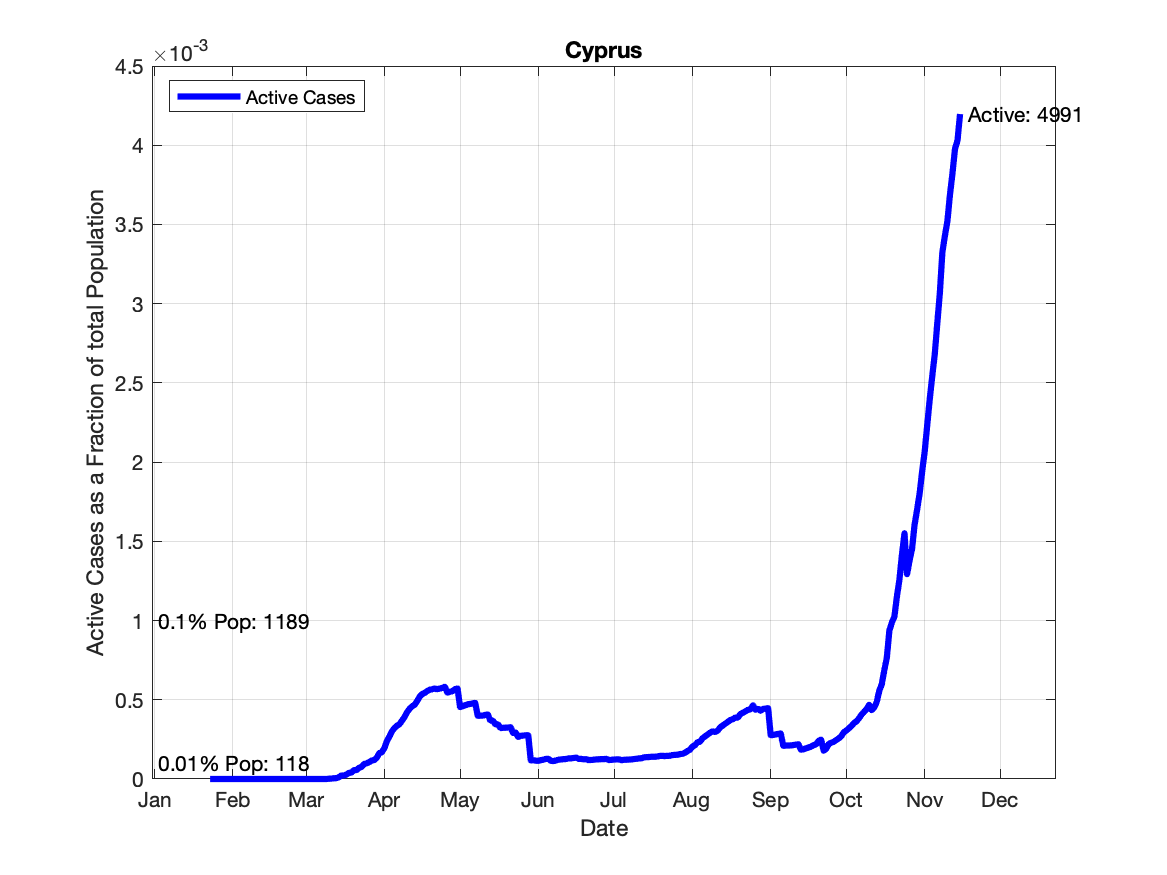 Cyprus
×10-3
4.5
4
3.5
3
2.5
2
1.5
1
0.5
0
Active Cases as a Fraction of total Population
Active Cases
Active: 4991
0.1% Pop: 1189
0.01% Pop: 118
Jan Feb Mar Apr May Jun Jul Aug Sep Oct Nov Dec
Date